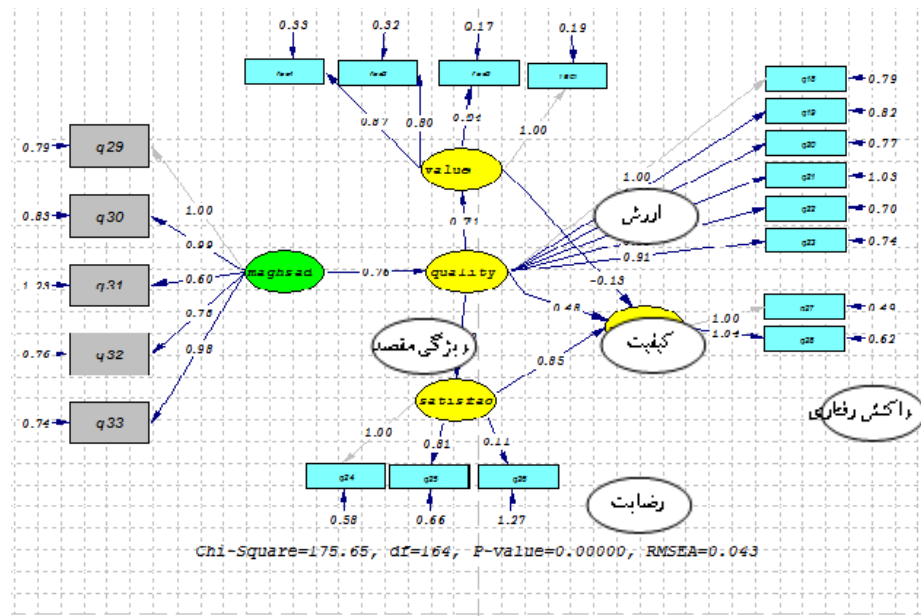 0.33 0.32 0.17 0.19
0.87 0.80 1.00
q18 0.79
q19 0.82
q20 0.77
q21 1.03
q22 0.70
q23 0.74
1.00
0.91
ارزش
value
0.71
0.79 q29
0.83 q30
q31
0.76 q32
0.74 q33
1.00
0.99
0.60
0.78
0.98
maghsad 0.76 quality
-0.13
0.48
ویژگی مقصد
کیفیت
1.00 q27 0.49
1.04 q28 0.62
0.85
satisfac
واکنش رفتاری
1.00 0.81 0.11
q24 q25 q26
0.58 0.66 1.27
رضایت
Chi-Square=175.65, df=164, P-value=0.00000, RMSEA=0.043